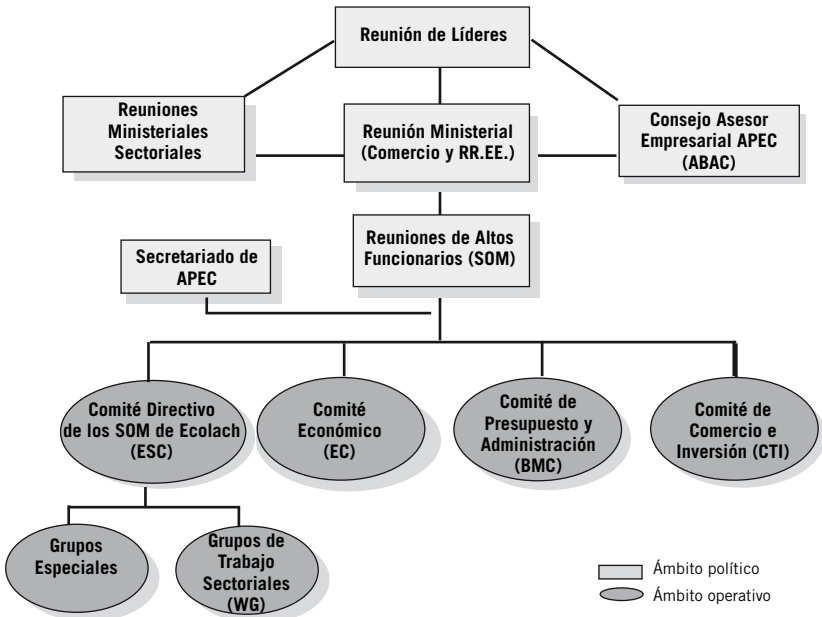 Reunión de Líderes
Reuniones
Ministeriales
Sectoriales
Reunión Ministerial
(Comercio y RR.EE.)
Consejo Asesor
Empresarial APEC
(ABAC)
Reuniones de Altos
Funcionarios (SOM)
Secretariado de
APEC
Comité Directivo
de los SOM de Ecolach
(ESC)
Comité
Económico
(EC)
Comité de
Presupuesto y
Administración
(BMC)
Comité de
Comercio e
Inversión (CTI)
Grupos
Especiales
Grupos de
Trabajo
Sectoriales
(WG)
Ámbito político
Ámbito operativo